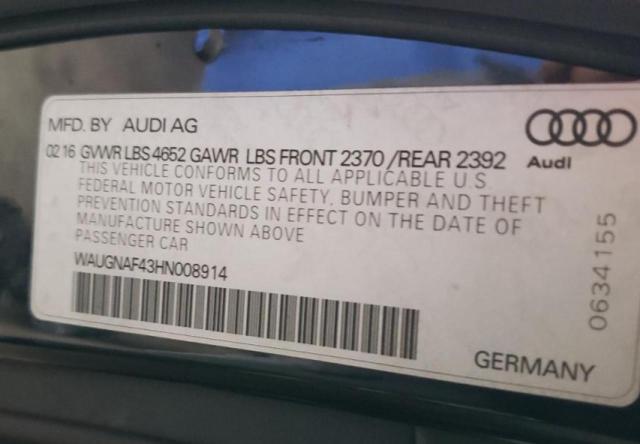 MFD. BY AUDI AG
02 16 GVWR LBS 4652 GAWR LBS FRONT 2370 /REAR 2392
THIS VEHICLE CONFORMS TO ALL APPLICABLE U.S
FEDERAL MOTOR VEHICLE SAFETY, BUMPER AND THEFT
PREVENTION STANDARDS IN EFFECT ON THE DATE OF
MANUFACTURE SHOWN ABOVE
PASSENGER CAR
WAUGNAF43HN008914
Audi
0634155
GERMANY